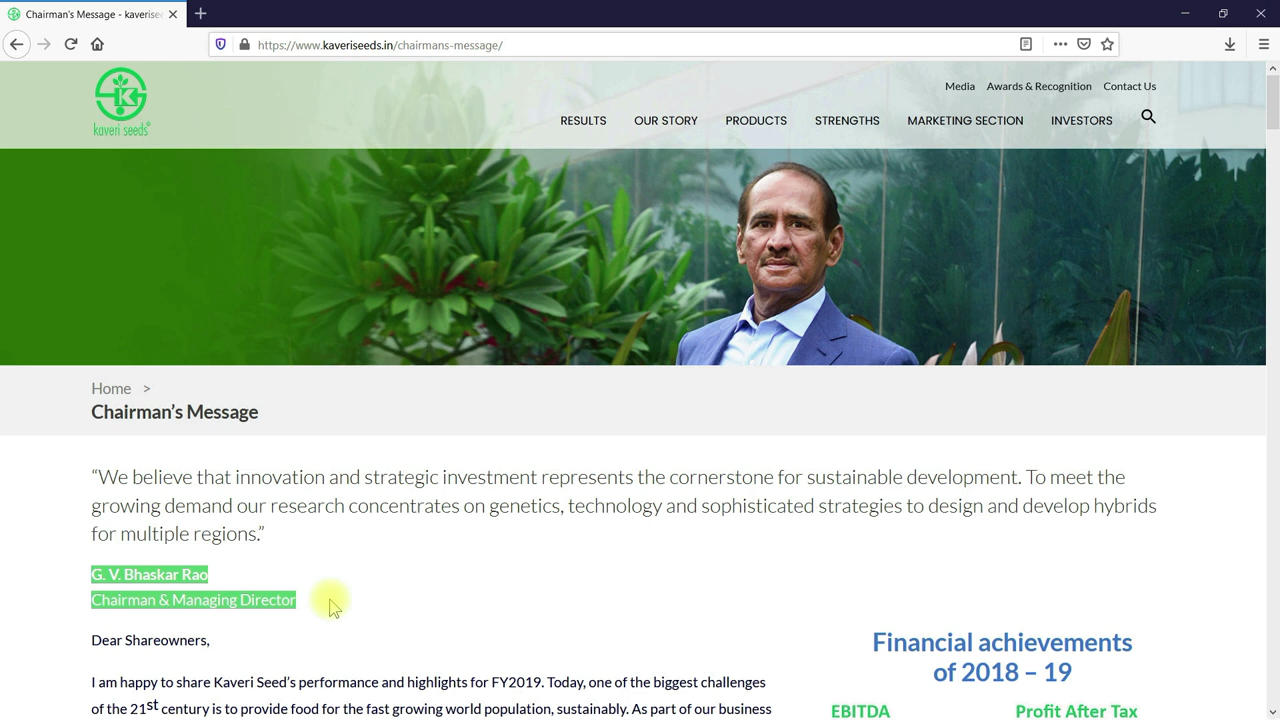 Chairman's Message - kaverisee
https://www.kaveriseeds.in/chairmans-message/
kaveri seeds®
Media Awards & Recognition Contact Us
RESULTS OUR STORY PRODUCTS STRENGTHS MARKETING SECTION INVESTORS
Home >
Chairman’s Message
“We believe that innovation and strategic investment represents the cornerstone for sustainable development. To meet the
growing demand our research concentrates on genetics, technology and sophisticated strategies to design and develop hybrids
for multiple regions.”
G. V. Bhaskar Rao
Chairman & Managing Director
Dear Shareowners,
I am happy to share Kaveri Seed’s performance and highlights for FY2019. Today, one of the biggest challenges
of the 21st century is to provide food for the fast growing world population, sustainably. As part of our business
Financial achievements
of 2018 – 19
EBITDA Profit After Tax